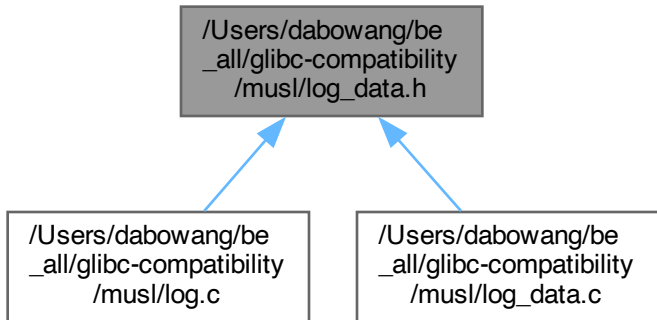 /Users/dabowang/be
_all/glibc-compatibility
/musl/log_data.h
/Users/dabowang/be
_all/glibc-compatibility
/musl/log.c
/Users/dabowang/be
_all/glibc-compatibility
/musl/log_data.c